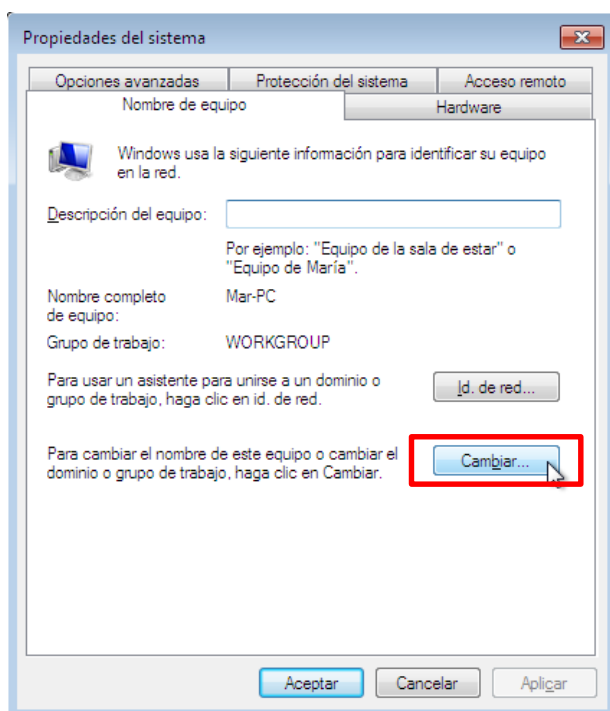 Propiedades del sistema
Opciones avanzadas
Protección del sistema
Acceso remoto
Nombre de equipo
Hardware
Windows usa la siguiente información para identificar su equipo
en la red.
Descripción del equipo:
Por ejemplo: "Equipo de la sala de estar" o
"Equipo de María".
Nombre completo
de equipo:
Mar-PC
Grupo de trabajo:
WORKGROUP
Para usar un asistente para unirse a un dominio o
grupo de trabajo, haga clic en id. de red.
Id. de red...
Para cambiar el nombre de este equipo o cambiar el
dominio o grupo de trabajo, haga clic en Cambiar.
Cambiar...
Aceptar
Cancelar
Aplicar